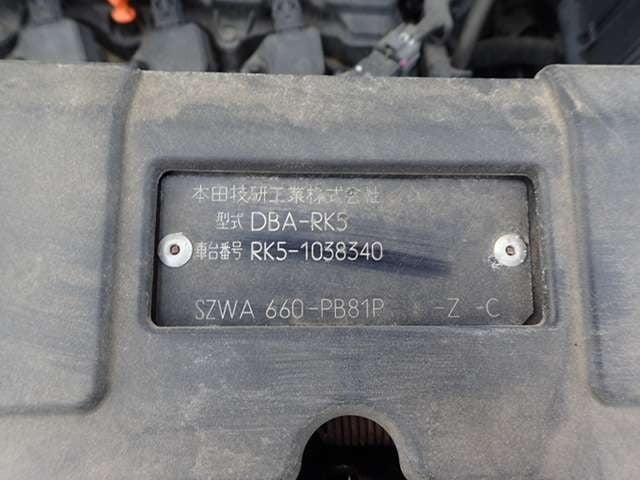 本田技研工業株式会社
型式 DBA-RK5
車台番号 RK5-1038340
SZWA 660-PB81P -Z -C